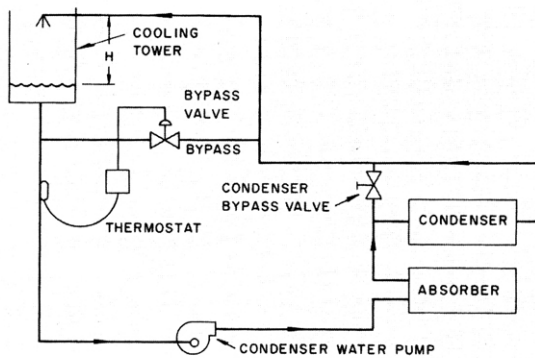 COOLING
TOWER
H
BYPASS
VALVE
BYPASS
CONDENSER
BYPASS VALVE
THERMOSTAT
CONDENSER
ABSORBER
CONDENSER WATER PUMP